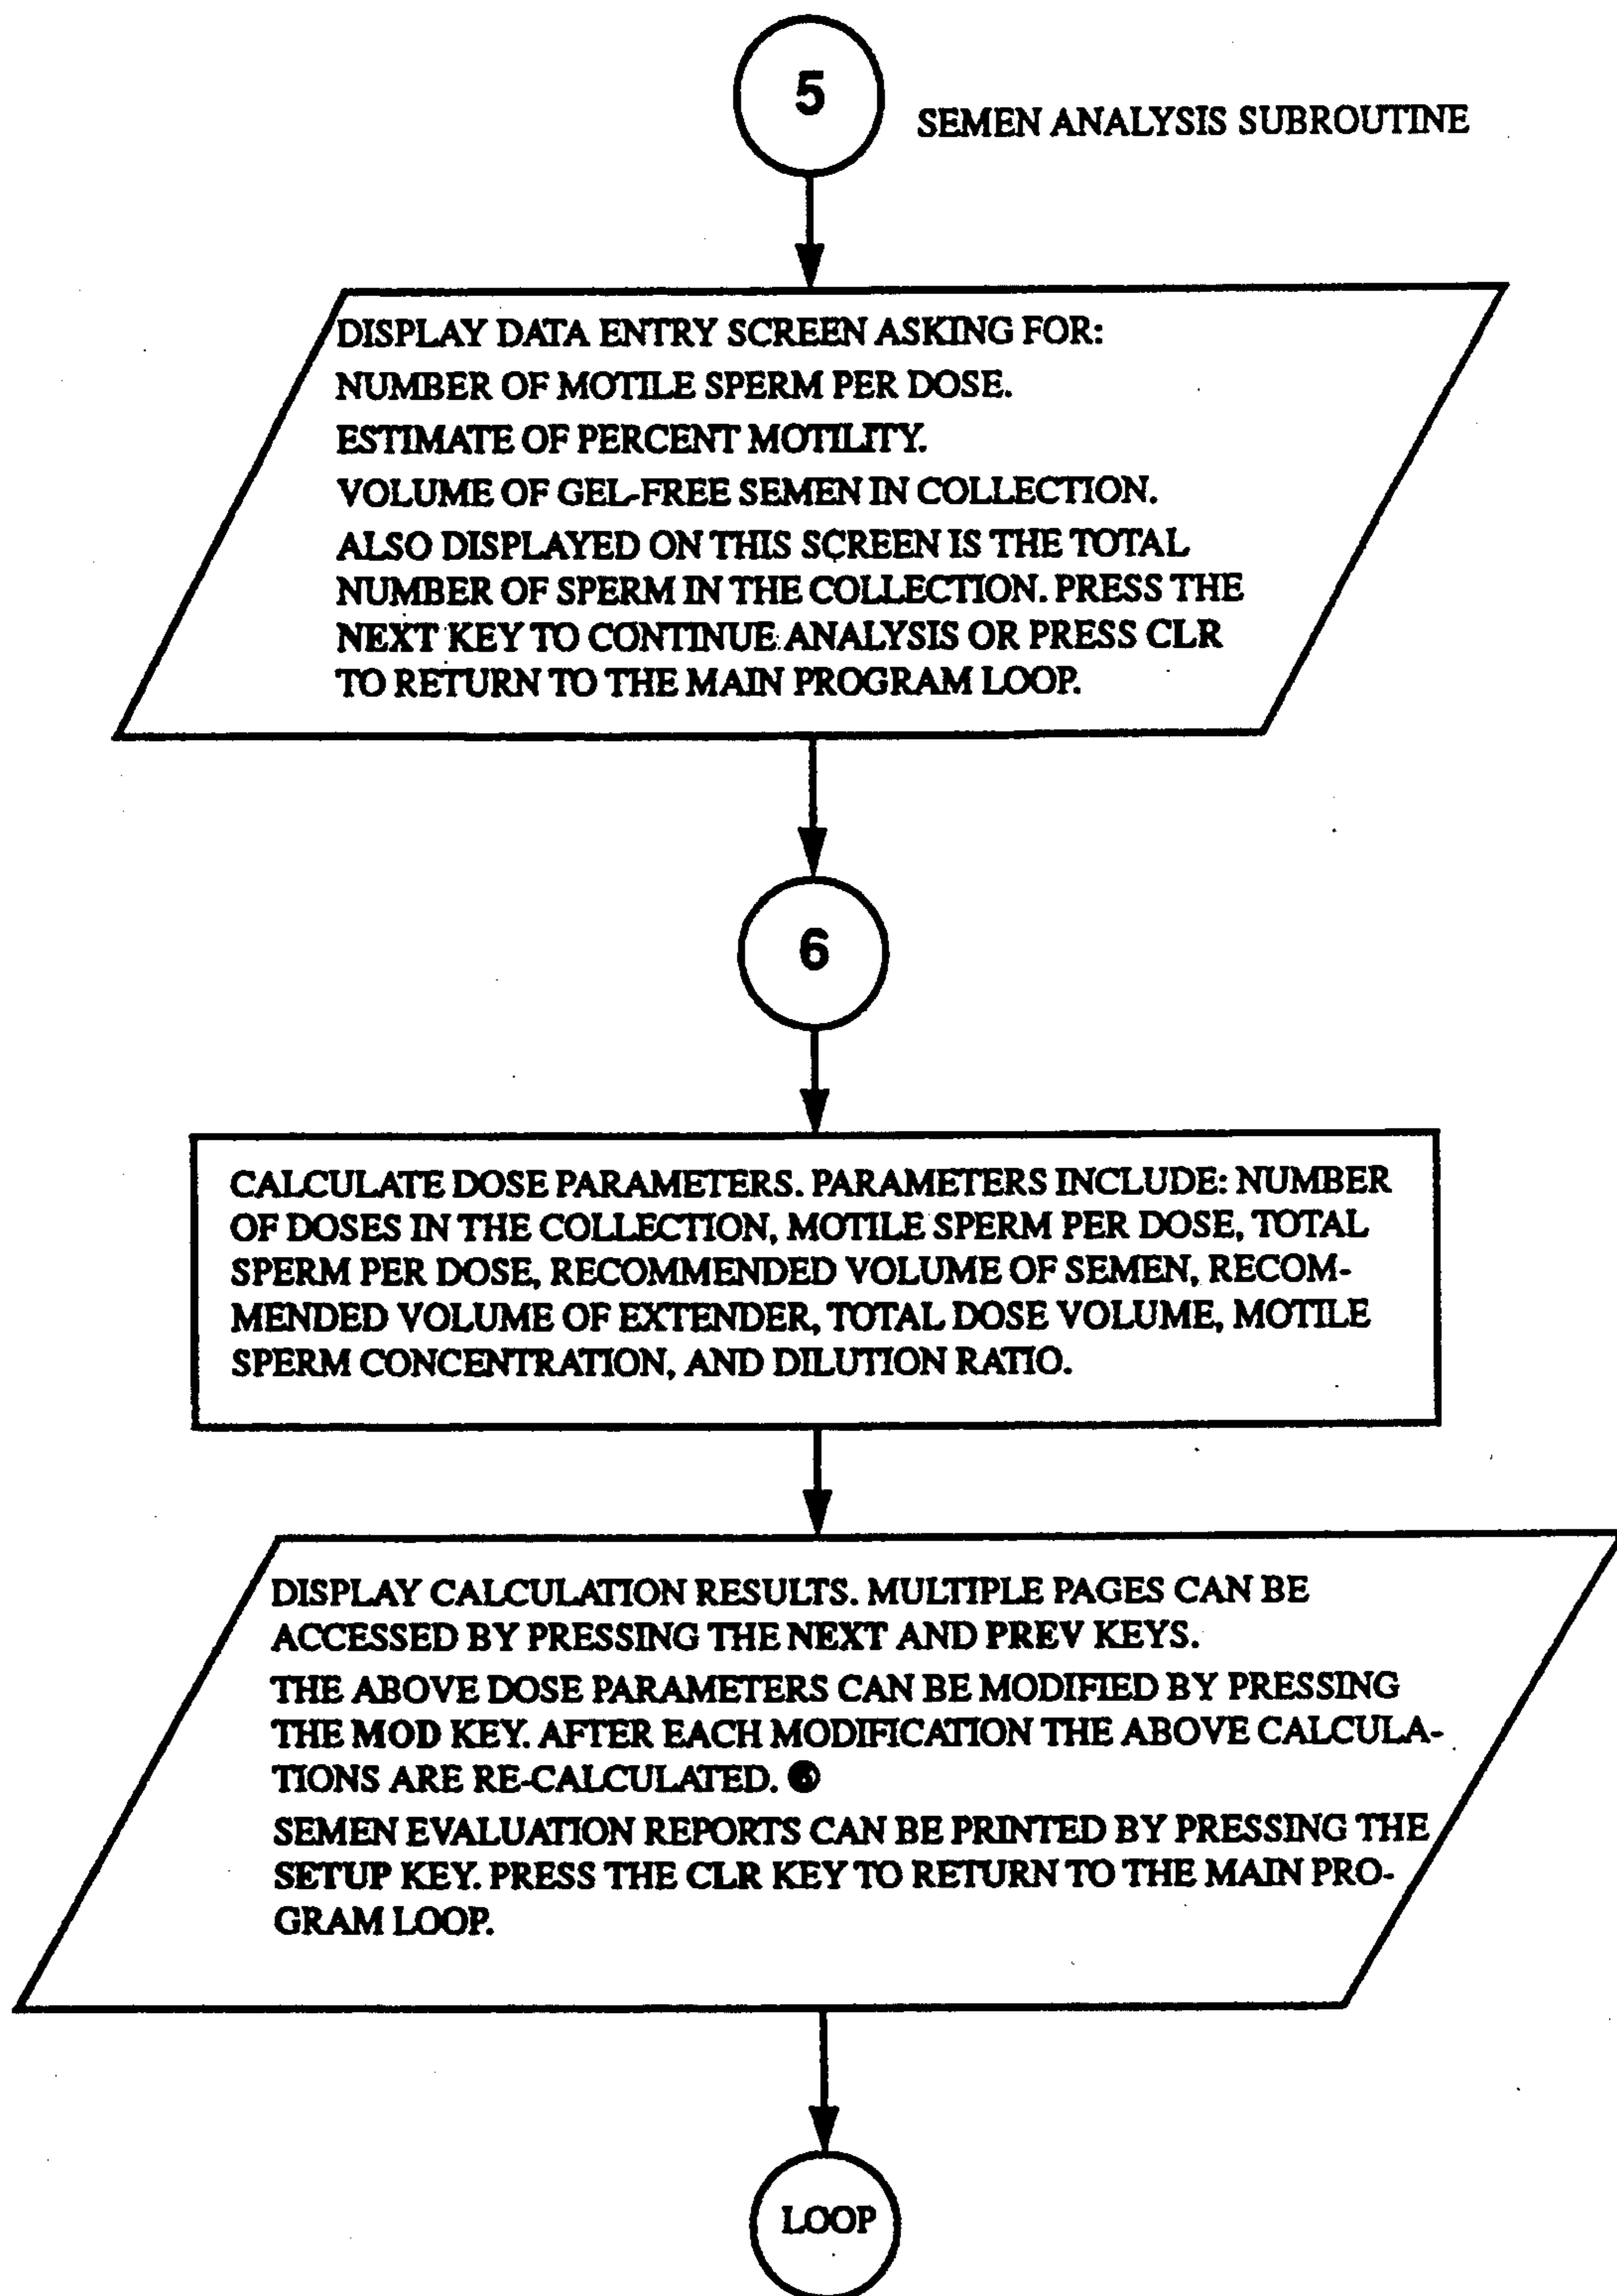 5
SEMEN ANALYSIS SUBROUTINE
DISPLAY DATA ENTRY SCREEN ASKING FOR:
NUMBER OF MOTILE SPERM PER DOSE.
ESTIMATE OF PERCENT MOTILITY.
VOLUME OF GEL-FREE SEMEN IN COLLECTION.
ALSO DISPLAYED ON THIS SCREEN IS THE TOTAL
NUMBER OF SPERM IN THE COLLECTION. PRESS THE
NEXT KEY TO CONTINUE ANALYSIS OR PRESS CLR
TO RETURN TO THE MAIN PROGRAM LOOP.
6
CALCULATE DOSE PARAMETERS. PARAMETERS INCLUDE: NUMBER
OF DOSES IN THE COLLECTION, MOTILE SPERM PER DOSE, TOTAL
SPERM PER DOSE, RECOMMENDED VOLUME OF SEMEN, RECOM-
MENDED VOLUME OF EXTENDER, TOTAL DOSE VOLUME, MOTILE
SPERM CONCENTRATION, AND DILUTION RATIO.
DISPLAY CALCULATION RESULTS. MULTIPLE PAGES CAN BE
ACCESSED BY PRESSING THE NEXT AND PREV KEYS.
THE ABOVE DOSE PARAMETERS CAN BE MODIFIED BY PRESSING
THE MOD KEY. AFTER EACH MODIFICATION THE ABOVE CALCULA-
TIONS ARE RE-CALCULATED.
SEMEN EVALUATION REPORTS CAN BE PRINTED BY PRESSING THE
SETUP KEY. PRESS THE CLR KEY TO RETURN TO THE MAIN PRO-
GRAM LOOP.
LOOP